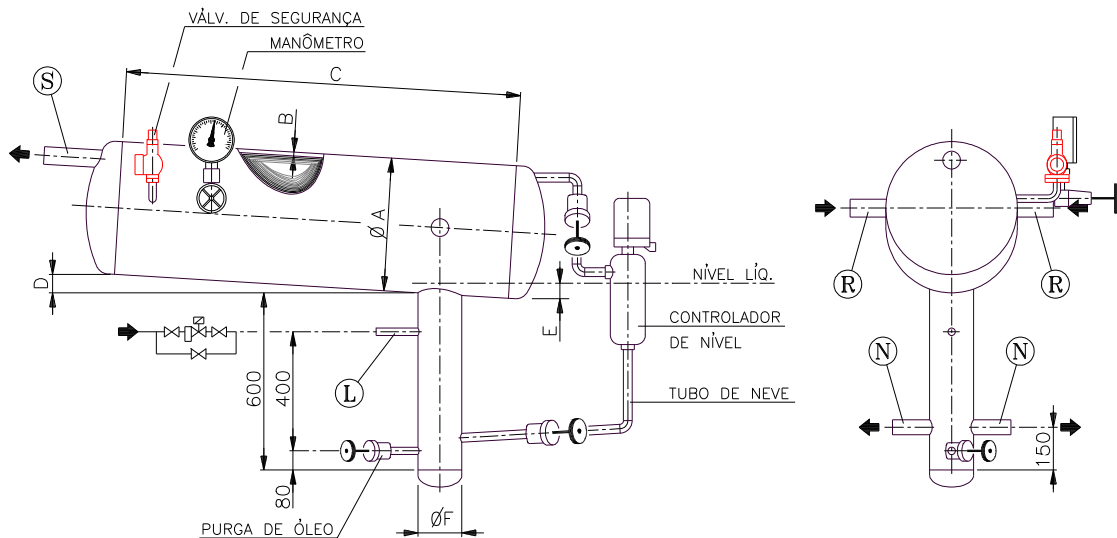 VÁLV. DE SEGURANÇA
MANÔMETRO
S
C
B
Ø A
D
E
NÍVEL LÍQ.
CONTROLADOR
DE NÍVEL
TUBO DE NEVE
L
600
400
80
ØF
PURGA DE ÓLEO
R
R
N
N
150